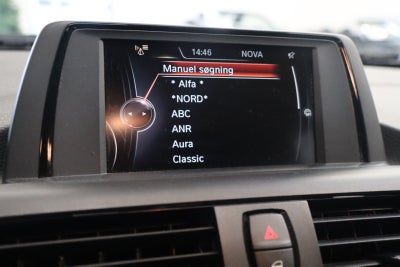 14:46 NOVA
Manuel søgning
* Alfa *
*NORD*
ABC
ANR
Aura
Classic